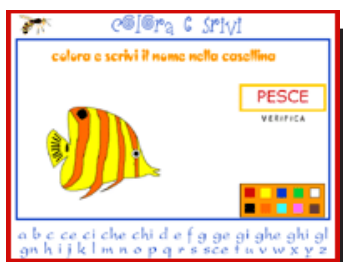 colora e srivi
colora e scrivi il nome nella casellina
PESCE
VERIFICA
a b c ce ci che chi d e f g ge gi ghe ghi gl
gn h i j k l m n o p q r s sce t u v w x y z